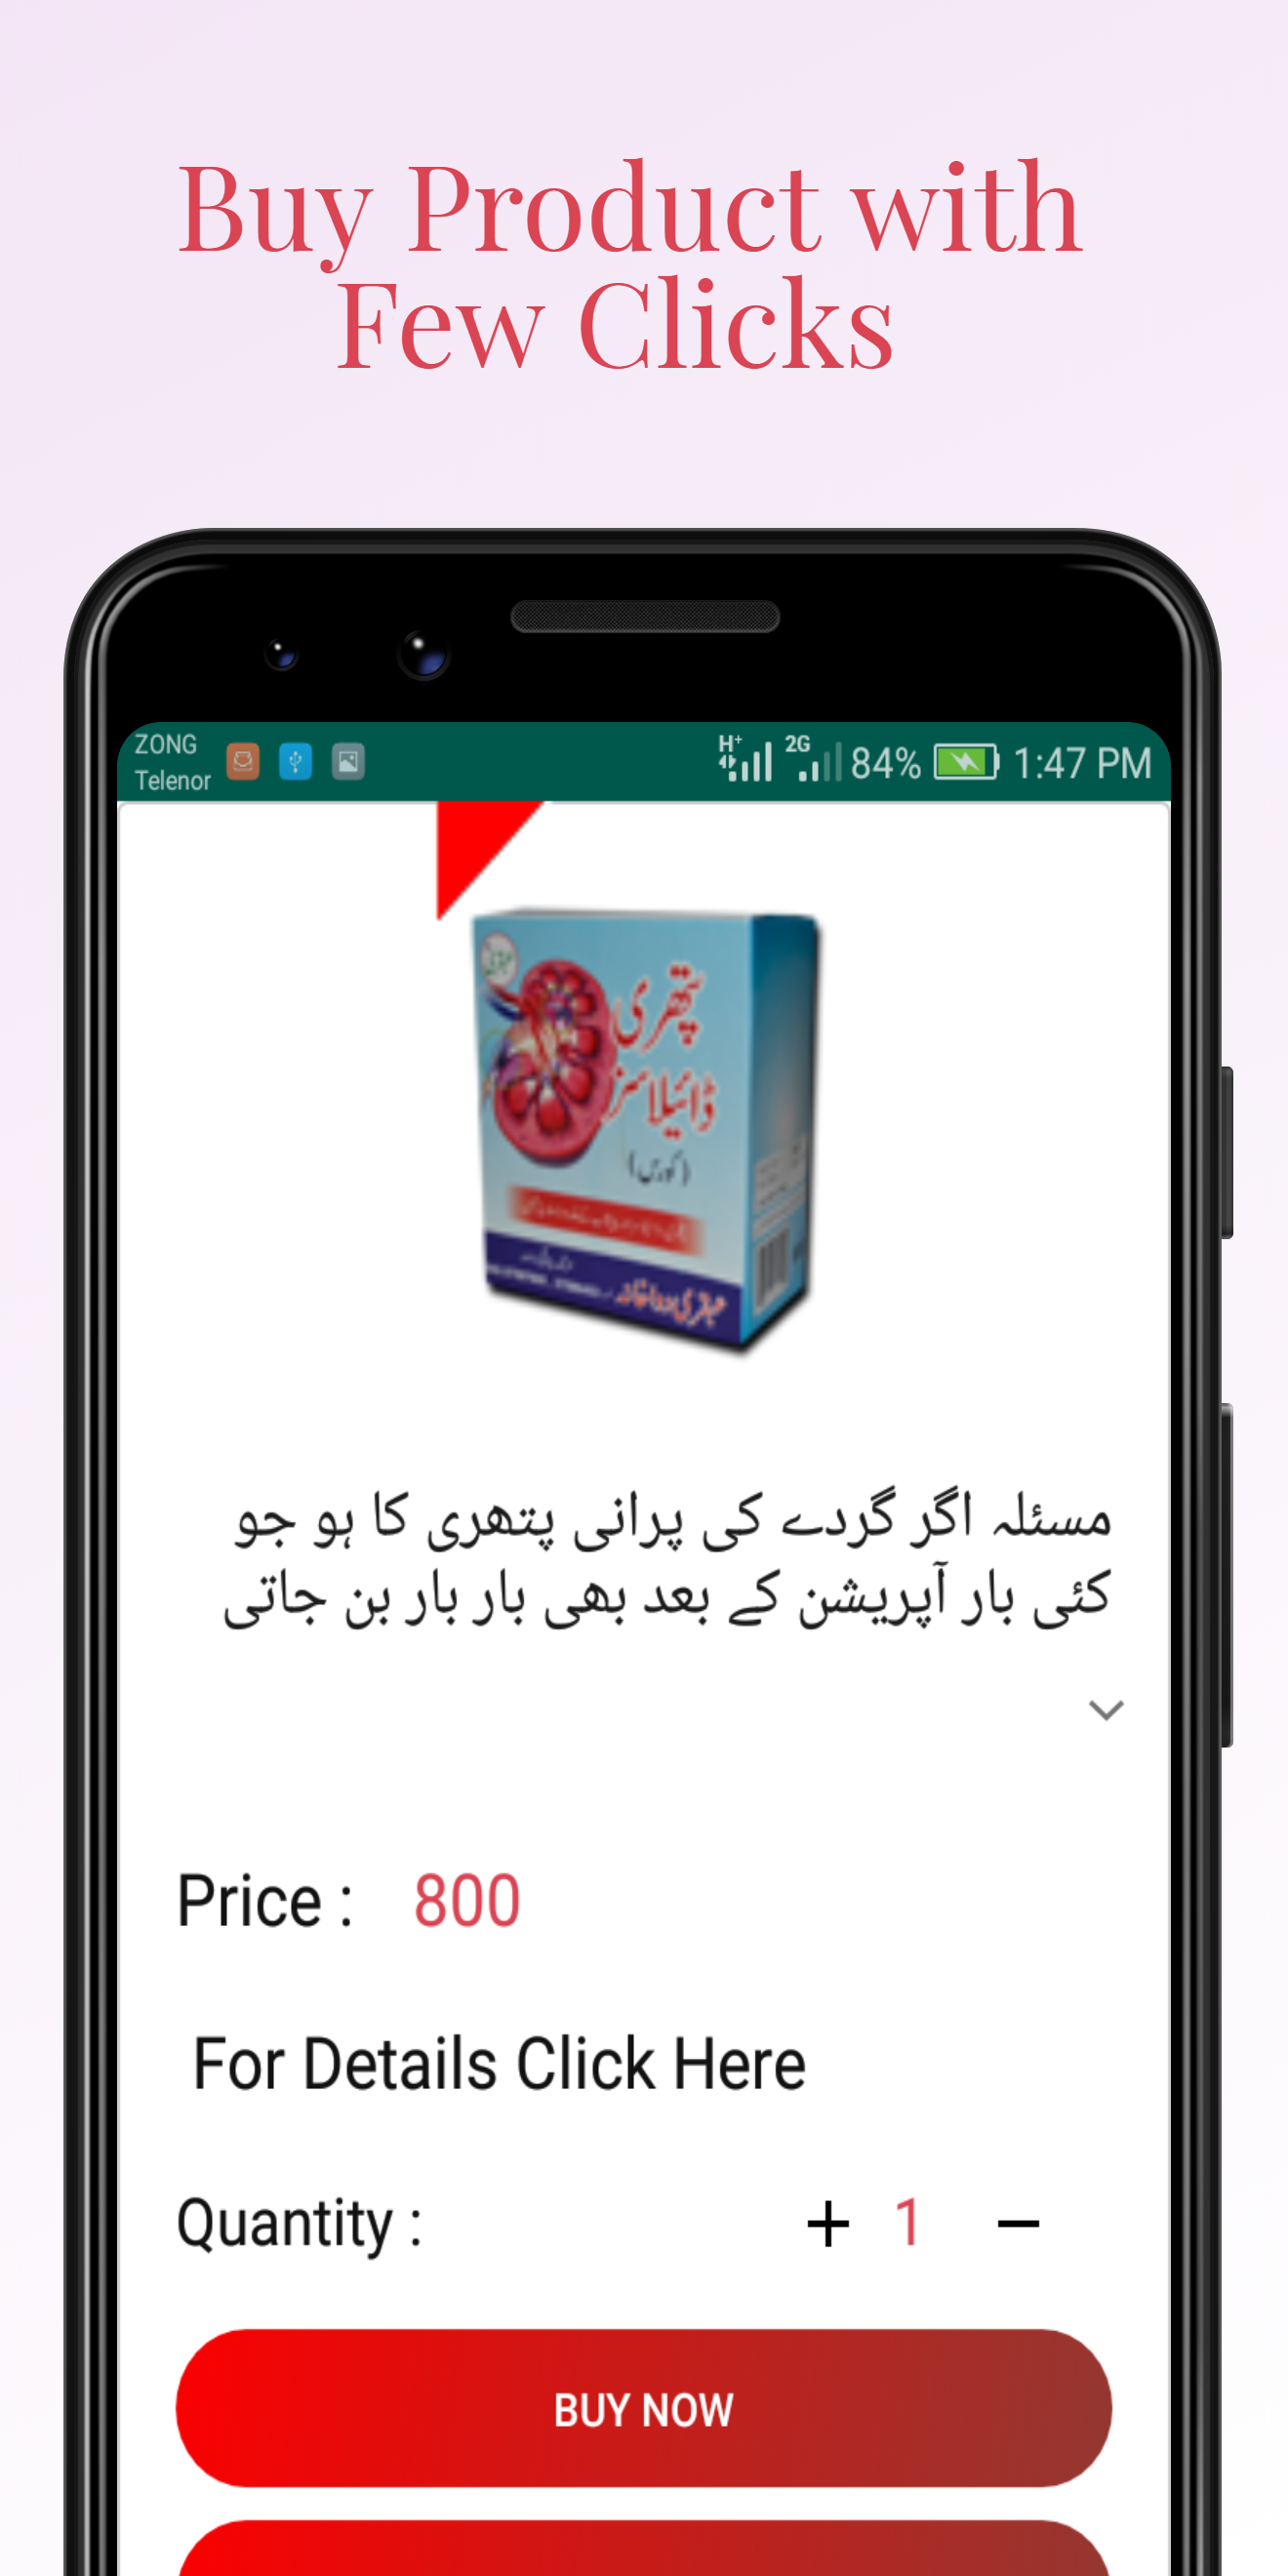 Buy Product with
Few Clicks
ZONG
Telenor
H+
2G
84%
1:47 PM
پتھری
ڈائیلاسز
(کورس)
مسئلہ اگر گردے کی پرانی پتھری کا ہو جو
کئی بار آپریشن کے بعد بھی بار بار بن جاتی
Price : 800
For Details Click Here
Quantity : + 1 −
BUY NOW